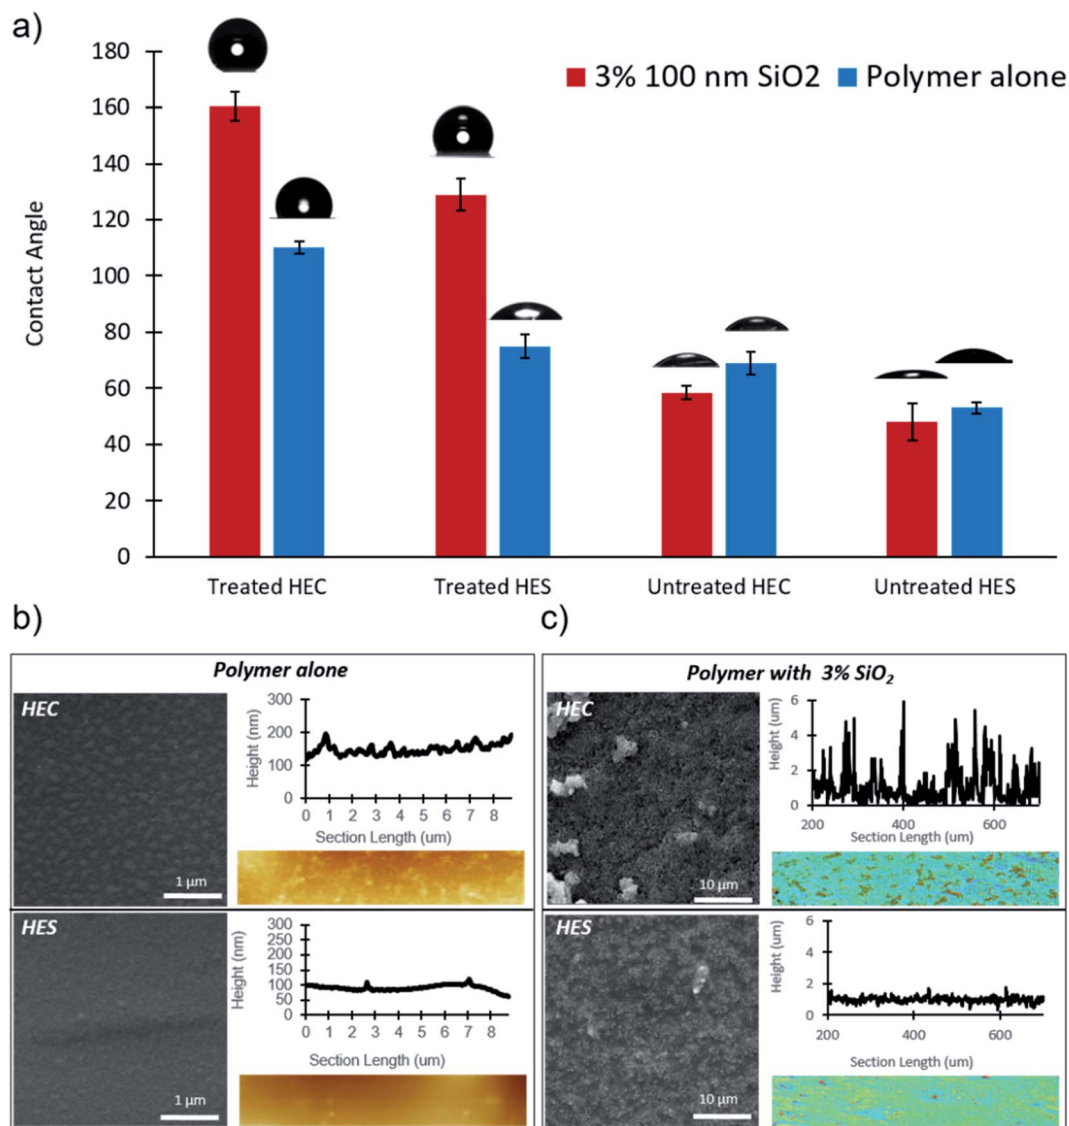 a)
180
160
140
120
100
80
60
40
20
0
Contact Angle
3% 100 nm SiO2 Polymer alone
Treated HEC Treated HES Untreated HEC Untreated HES
b)
Polymer alone
HEC
1 µm
300
200
100
0
Height (nm)
0 1 2 3 4 5 6 7 8
Section Length (um)
HES
1 µm
300
250
200
150
100
50
0
Height (nm)
0 1 2 3 4 5 6 7 8
Section Length (um)
c)
Polymer with 3% SiO₂
HEC
10 µm
6
4
2
0
Height (um)
200 400 600
Section Length (um)
HES
10 µm
6
4
2
0
Height (um)
200 400 600
Section Length (um)